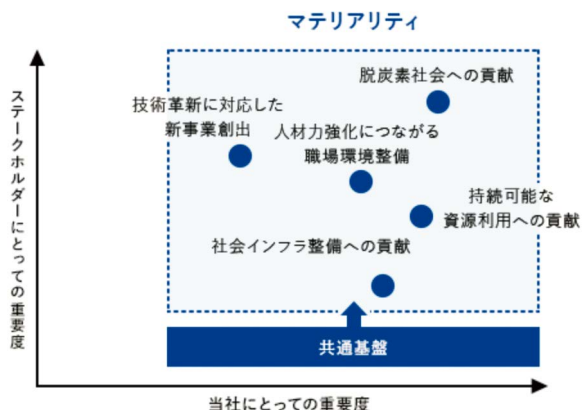 マテリアリティ
脱炭素社会への貢献
技術革新に対応した
新事業創出
人材力強化につながる
職場環境整備
持続可能な
資源利用への貢献
社会インフラ整備への貢献
共通基盤
ステークホルダーにとっての重要度
当社にとっての重要度